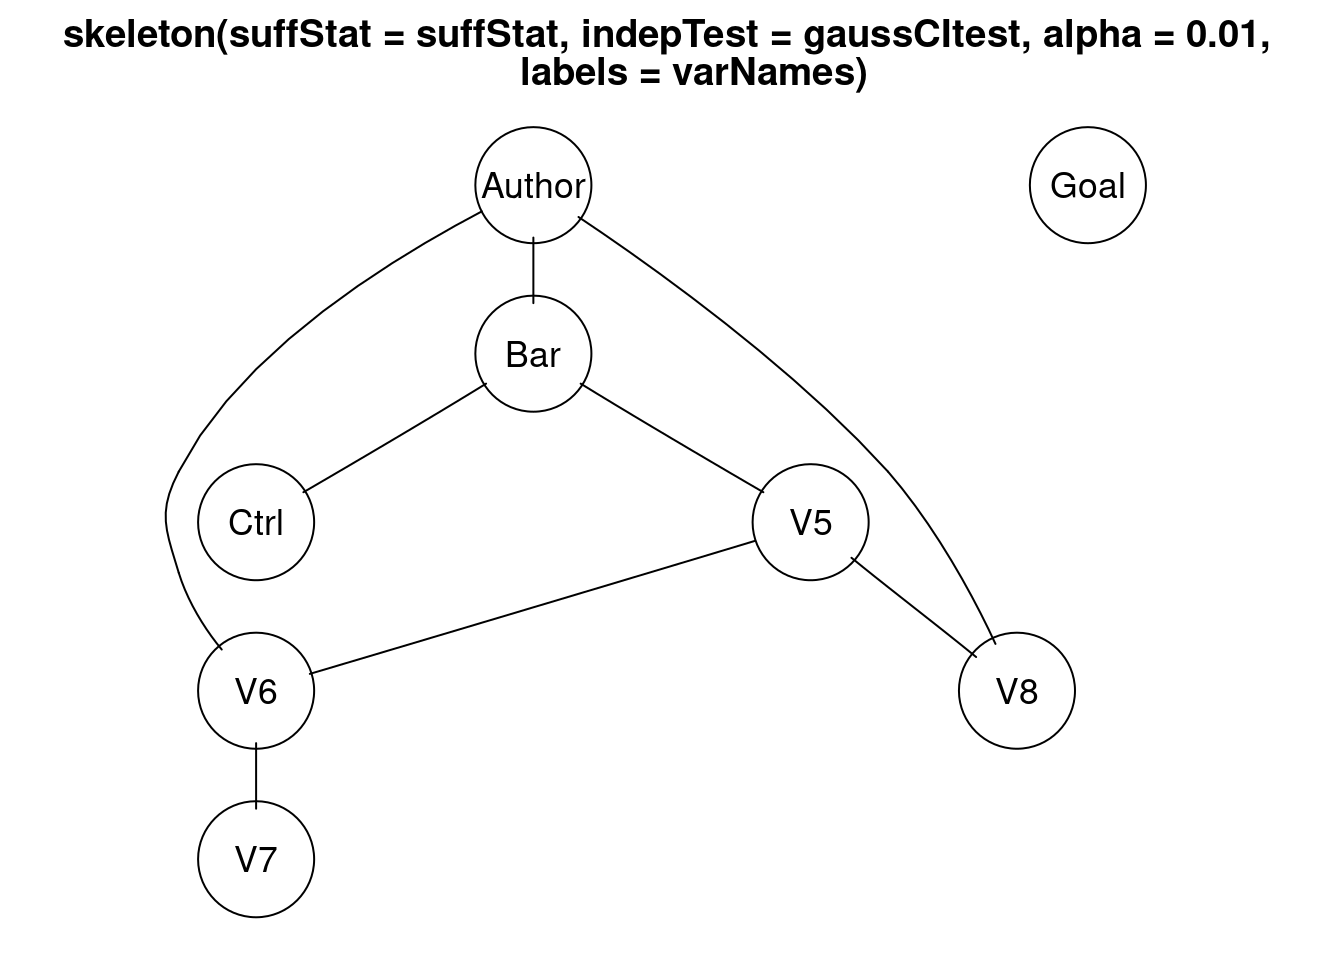 skeleton(suffStat = suffStat, indepTest = gaussCItest, alpha = 0.01,
labels = varNames)
Author
Goal
Bar
Ctrl
V5
V6
V8
V7